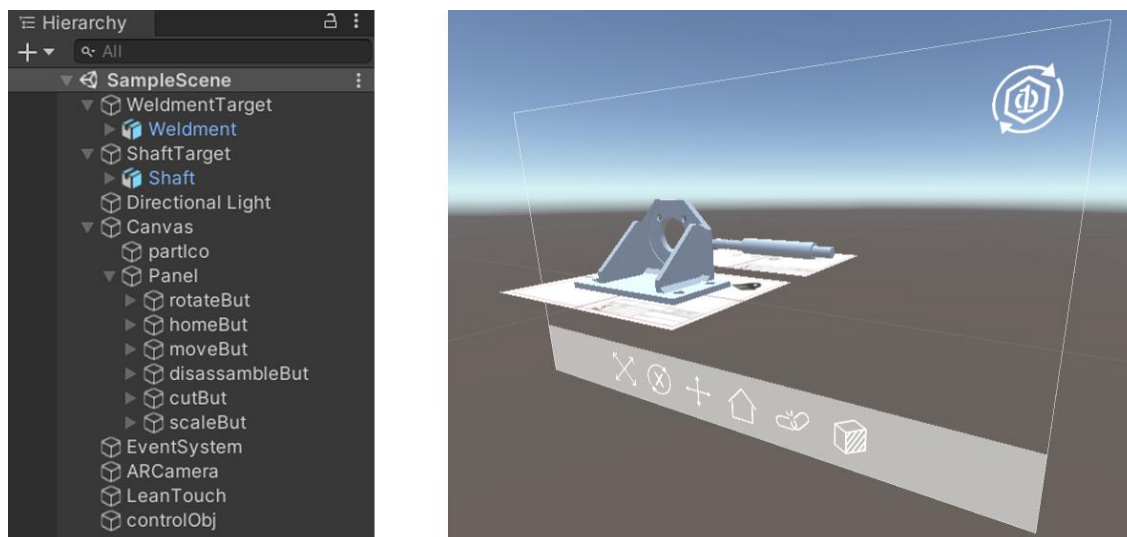 Hierarchy
All
SampleScene
WeldmentTarget
Weldment
ShaftTarget
Shaft
Directional Light
Canvas
partIco
Panel
rotateBut
homeBut
moveBut
disassambleBut
cutBut
scaleBut
EventSystem
ARCamera
LeanTouch
controlObj